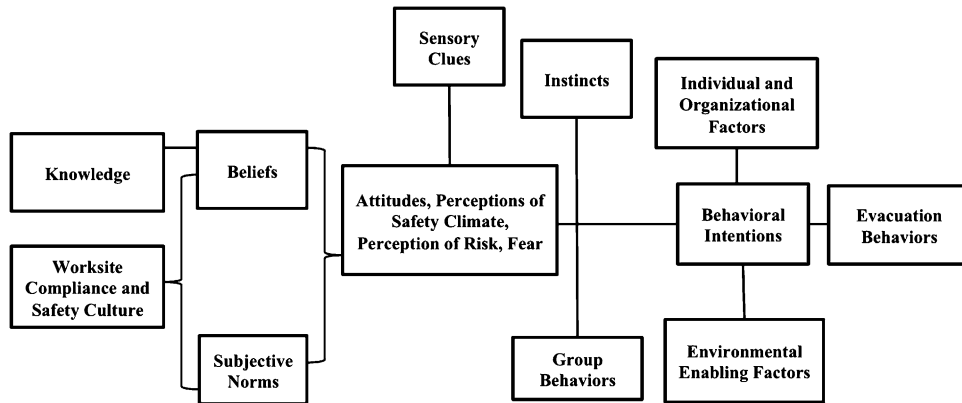 Sensory
Clues
Instincts
Individual and
Organizational
Factors
Knowledge
Beliefs
Attitudes, Perceptions of
Safety Climate,
Perception of Risk, Fear
Behavioral
Intentions
Evacuation
Behaviors
Worksite
Compliance and
Safety Culture
Subjective
Norms
Group
Behaviors
Environmental
Enabling Factors